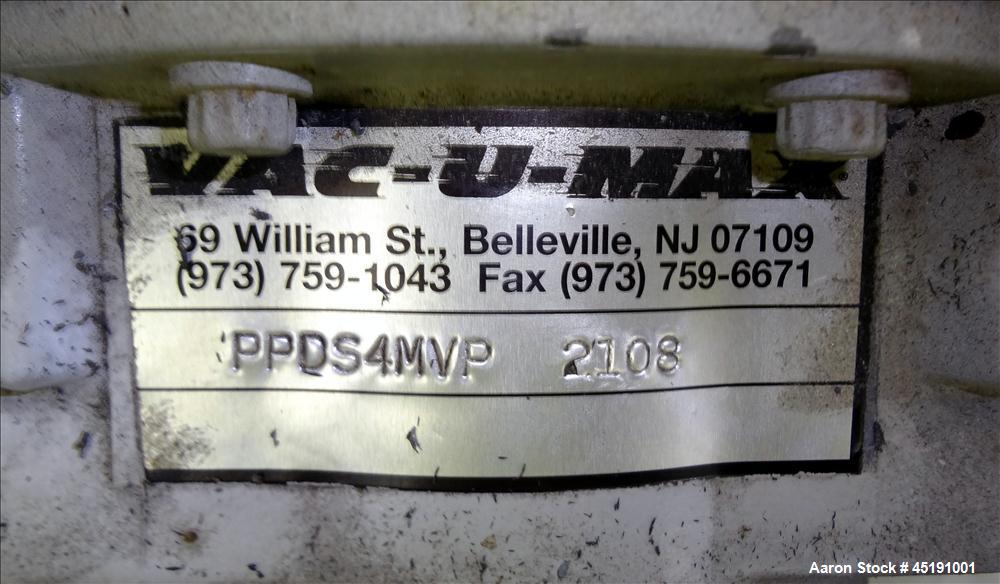 VAC-U-MAX
69 William St., Belleville, NJ 07109
(973) 759-1043 Fax (973) 759-6671
PPDS4MVP 2108
Aaron Stock # 45191001